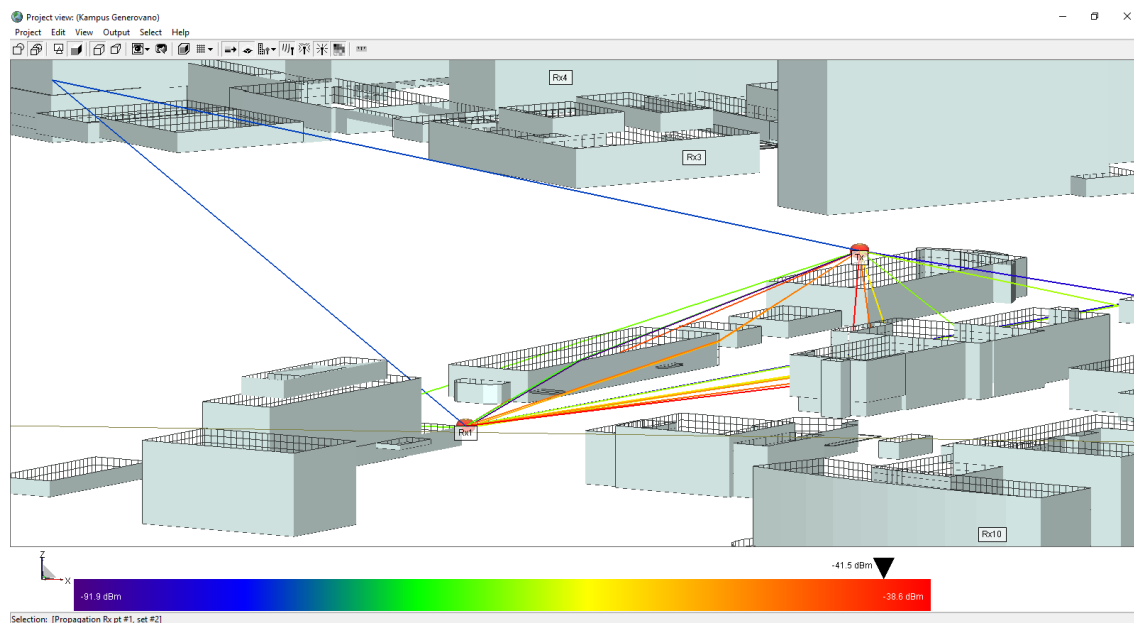 Project view: (Kampus Generovano)
Project Edit View Output Select Help
Rx4
Rx3
Tx
Rx1
Rx10
Z
X
-41.5 dBm
-91.9 dBm
-38.6 dBm
Selection: [Propagation Rx pt #1, set #2]